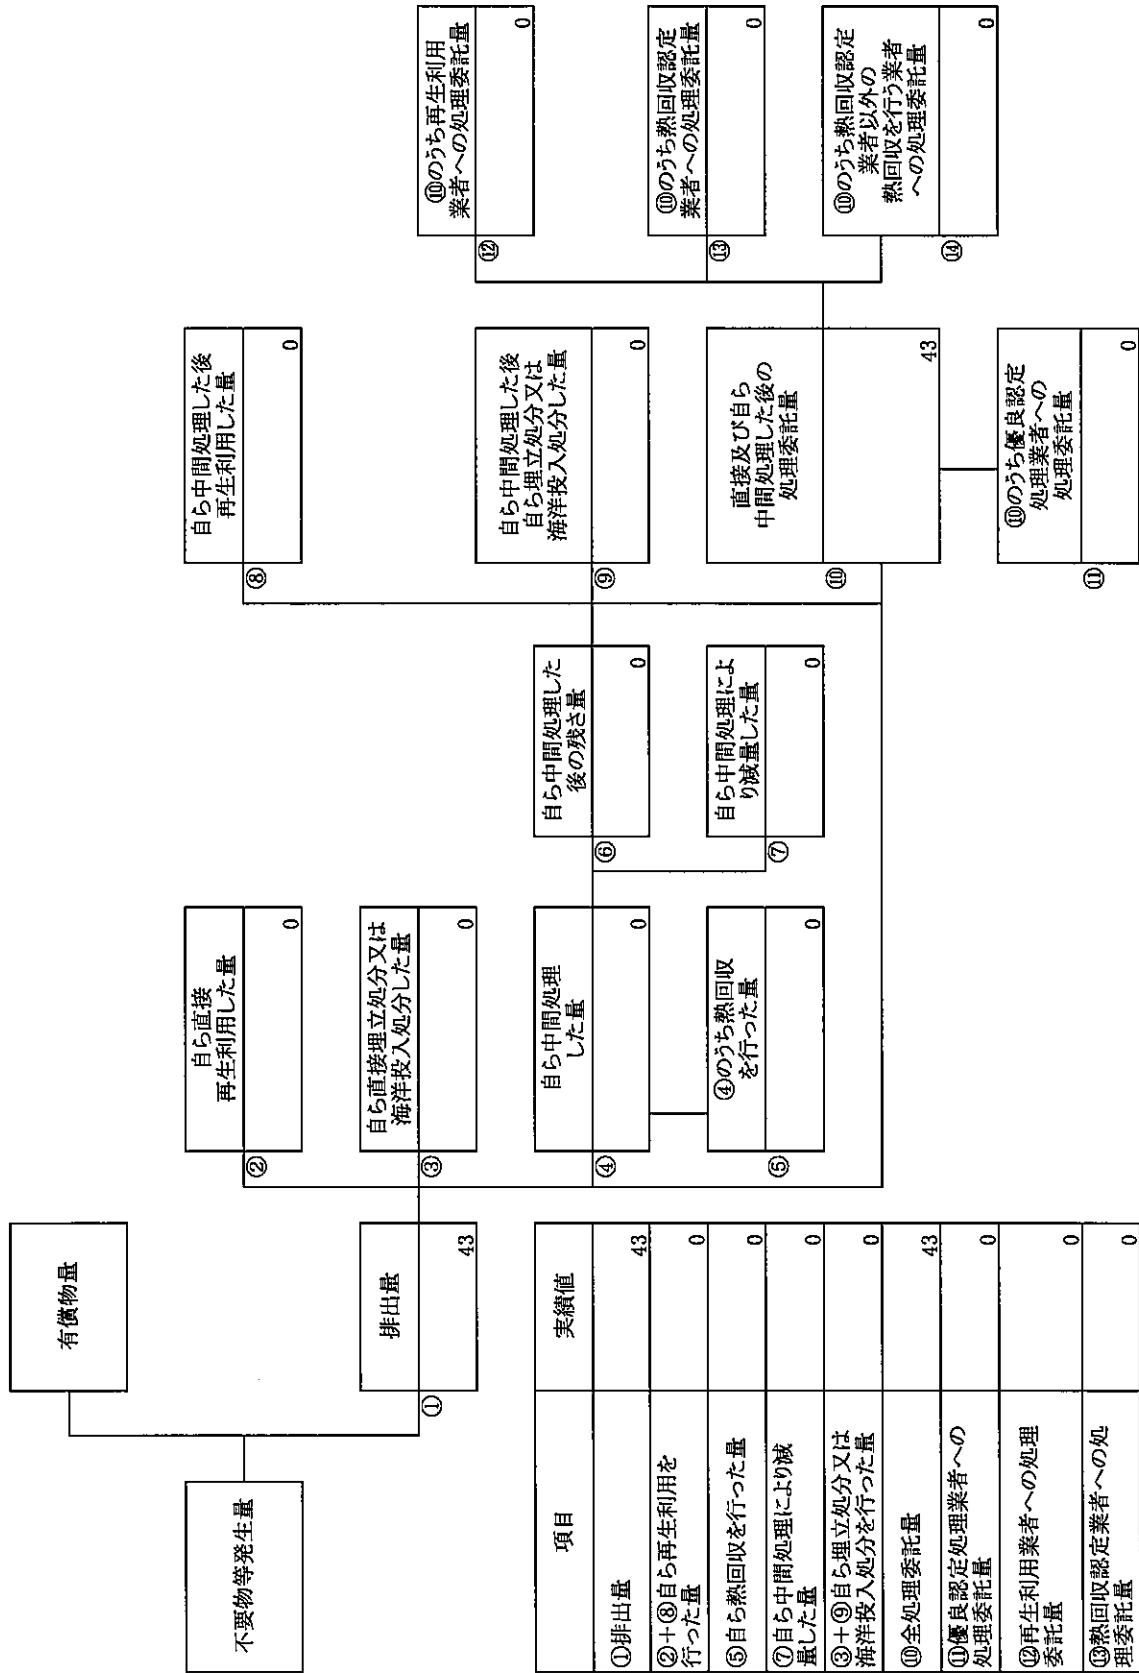 不要物等発生量
有償物量
①
排出量
43
②
自ら直接
再生利用した量
0
③
自ら直接埋立処分又は
海洋投入処分した量
0
④
自ら中間処理
した量
0
⑤
④のうち熱回収
を行った量
0
⑥
自ら中間処理した
後の残さ量
0
⑦
自ら中間処理によ
り減量した量
0
⑧
自ら中間処理した後
再生利用した量
0
⑨
自ら中間処理した後
自ら埋立処分又は
海洋投入処分した量
0
⑩
直接及び自ら
中間処理した後の
処理委託量
43
⑪
⑩のうち優良認定
処理業者への
処理委託量
0
⑫
⑩のうち再生利用
業者への処理委託量
0
⑬
⑩のうち熱回収認定
業者への処理委託量
0
⑭
⑩のうち熱回収認定
業者以外の
熱回収を行う業者
への処理委託量
0
項目 実績値
①排出量 43
②+⑧自ら再生利用を
行った量 0
⑤自ら熱回収を行った量 0
⑦自ら中間処理により減
量した量 0
③+⑨自ら埋立処分又は
海洋投入処分を行った量 0
⑩全処理委託量 43
⑪優良認定処理業者への
処理委託量 0
⑫再生利用業者への処理
委託量 0
⑬熱回収認定業者への処
理委託量 0